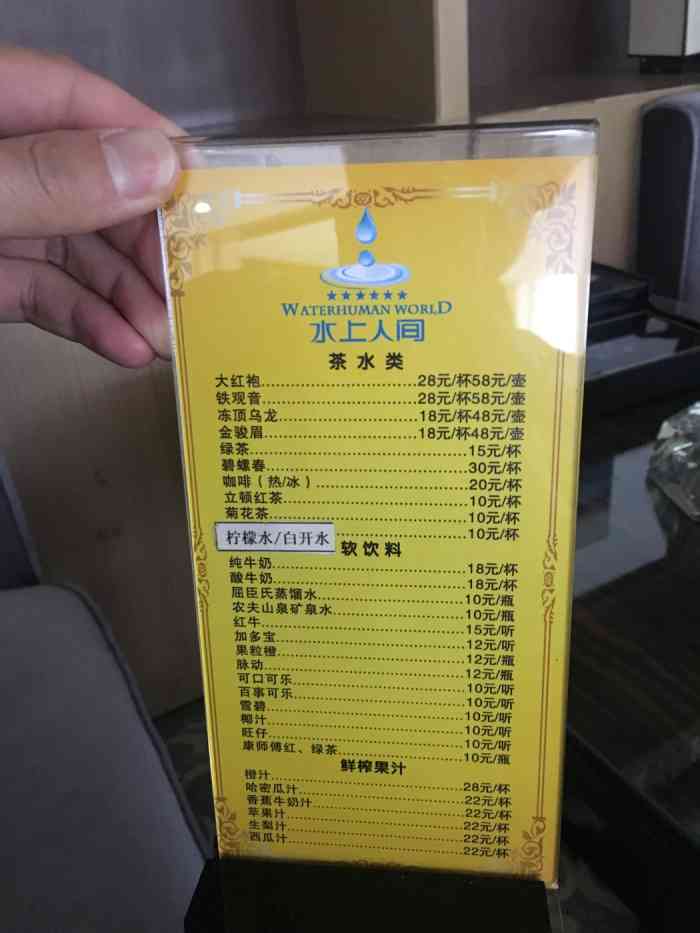 WATERHUMAN WORLD
水上人间
茶水类
大红袍 28元/杯58元/壶
铁观音 28元/杯58元/壶
冻顶乌龙 18元/杯48元/壶
金骏眉 18元/杯48元/壶
绿茶 15元/杯
碧螺春 30元/杯
咖啡（热/冰） 20元/杯
立顿红茶 10元/杯
菊花茶 10元/杯
柠檬水/白开水 10元/杯
软饮料
纯牛奶 18元/杯
酸牛奶 18元/杯
屈臣氏蒸馏水 10元/瓶
农夫山泉矿泉水 10元/瓶
红牛 15元/听
加多宝 12元/听
果粒橙 12元/瓶
脉动 12元/瓶
可口可乐 10元/听
百事可乐 10元/听
雪碧 10元/听
椰汁 10元/听
旺仔 10元/听
康师傅红、绿茶 10元/瓶
鲜榨果汁
橙汁 28元/杯
哈密瓜汁 22元/杯
香蕉牛奶汁 22元/杯
苹果汁 22元/杯
生梨汁 22元/杯
西瓜汁 22元/杯